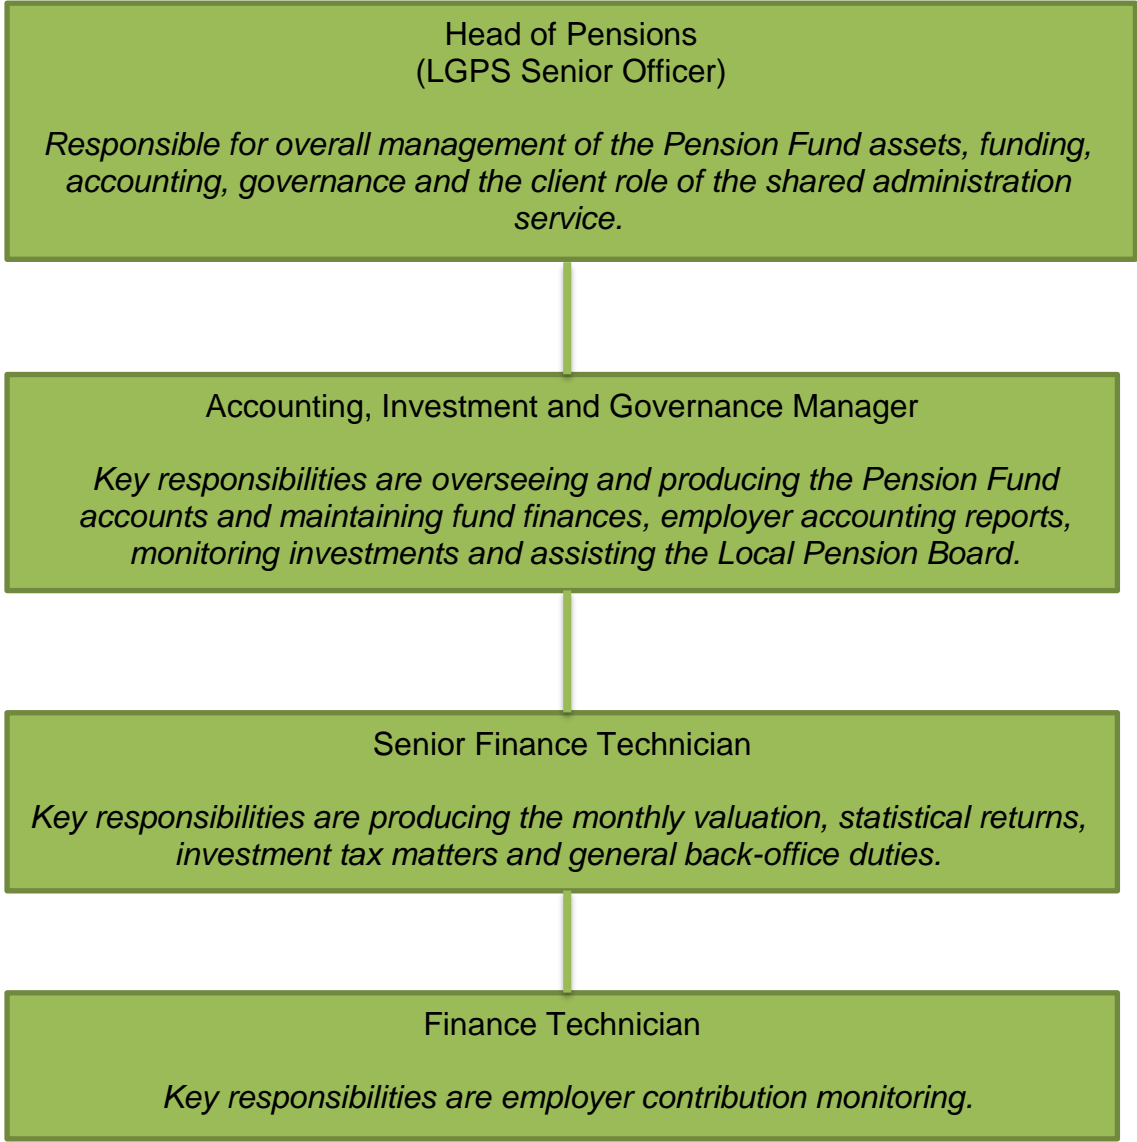 Head of Pensions
(LGPS Senior Officer)
Responsible for overall management of the Pension Fund assets, funding,
accounting, governance and the client role of the shared administration
service.
Accounting, Investment and Governance Manager
Key responsibilities are overseeing and producing the Pension Fund
accounts and maintaining fund finances, employer accounting reports,
monitoring investments and assisting the Local Pension Board.
Senior Finance Technician
Key responsibilities are producing the monthly valuation, statistical returns,
investment tax matters and general back-office duties.
Finance Technician
Key responsibilities are employer contribution monitoring.